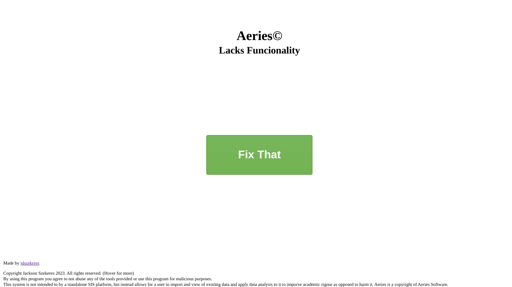 Aeries©
Lacks Funcionality
Fix That
Made by jdszekeres
Copyright Jackson Szekeres 2023. All rights reserved. (Hover for more)
By using this program you agree to not abuse any of the tools provided or use this program for malicious purposes.
This system is not intended to by a standalone SIS platform, but instead allows for a user to import and view of existing data and apply data analysis to it to imporve academic rigour as opposed to harm it. Aeries is a copyright of Aeries Software.